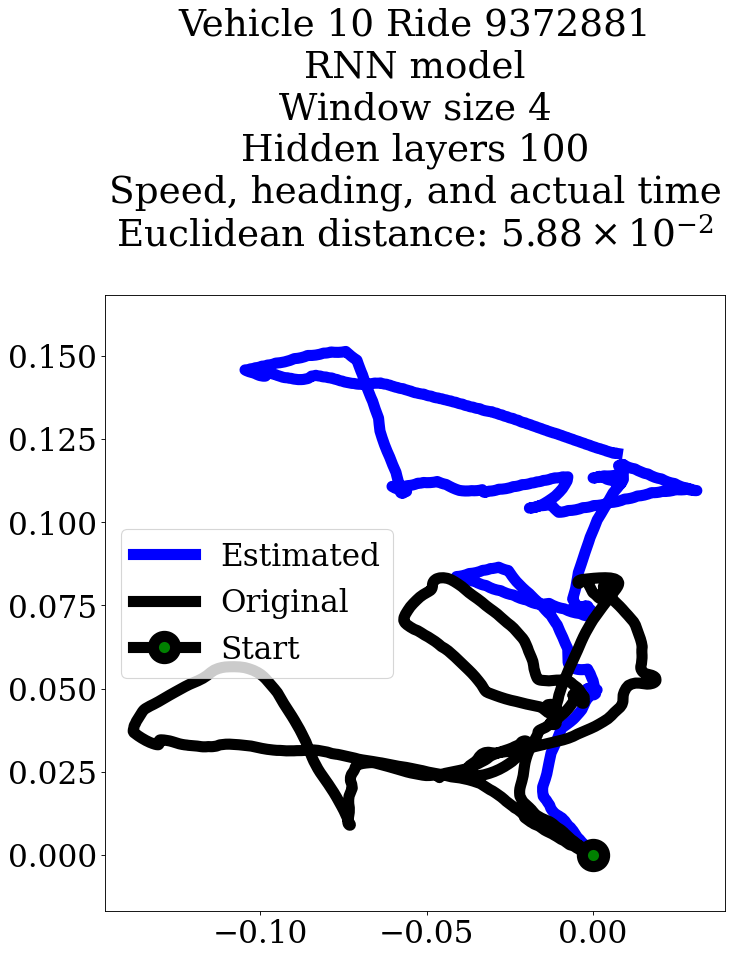 Vehicle 10 Ride 9372881
RNN model
Window size 4
Hidden layers 100
Speed, heading, and actual time
Euclidean distance: 5.88 × 10⁻²
0.150
0.125
0.100
0.075
0.050
0.025
0.000
Estimated
Original
Start
−0.10 −0.05 0.00